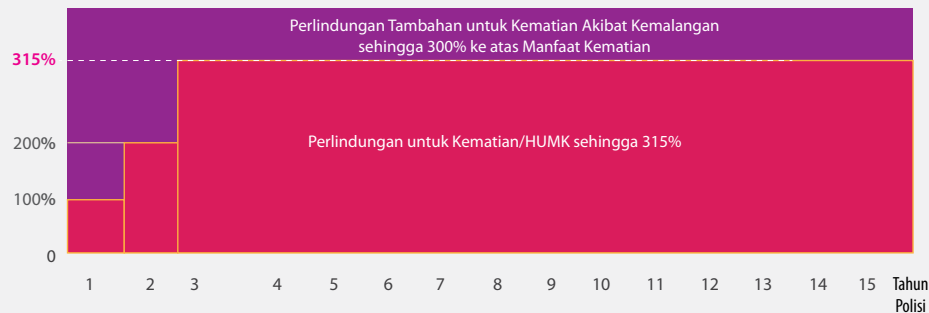 Perlindungan Tambahan untuk Kematian Akibat Kemalangan
sehingga 300% ke atas Manfaat Kematian
315%
Perlindungan untuk Kematian/HUMK sehingga 315%
200%
100%
0
1 2 3 4 5 6 7 8 9 10 11 12 13 14 15 Tahun
Polisi